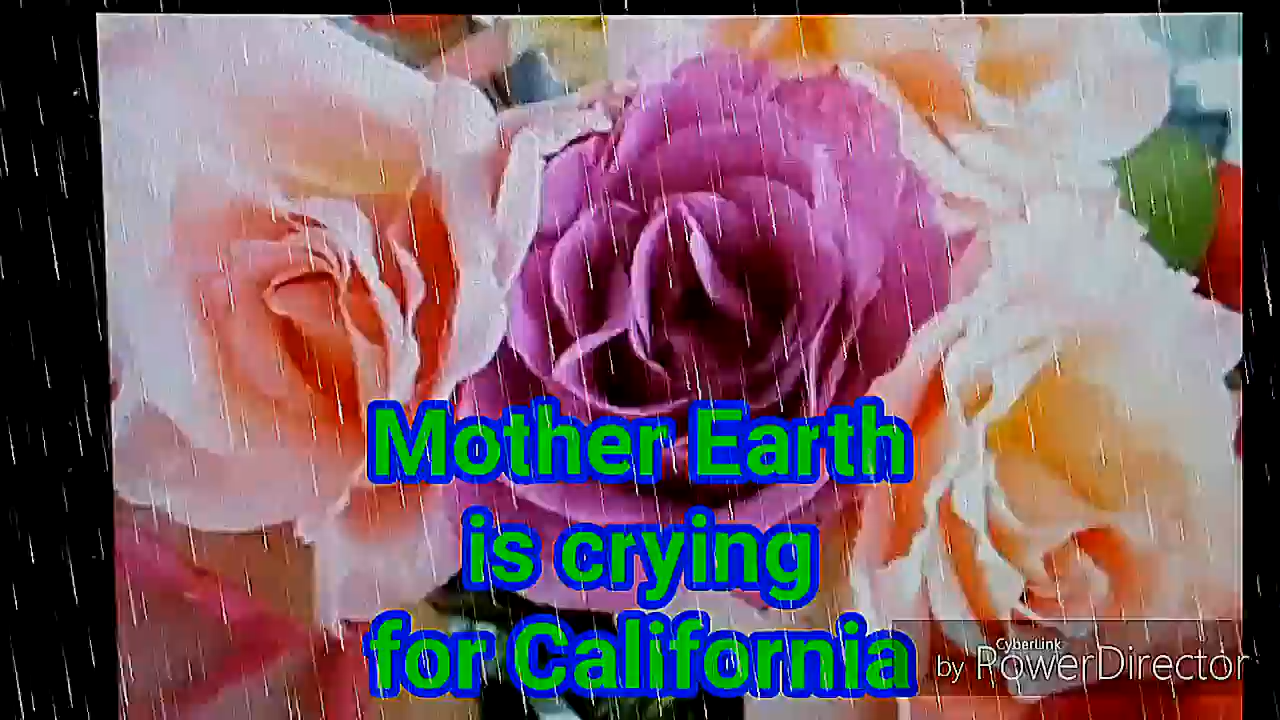 Mother Earth
is crying
for California
CyberLink
by PowerDirector